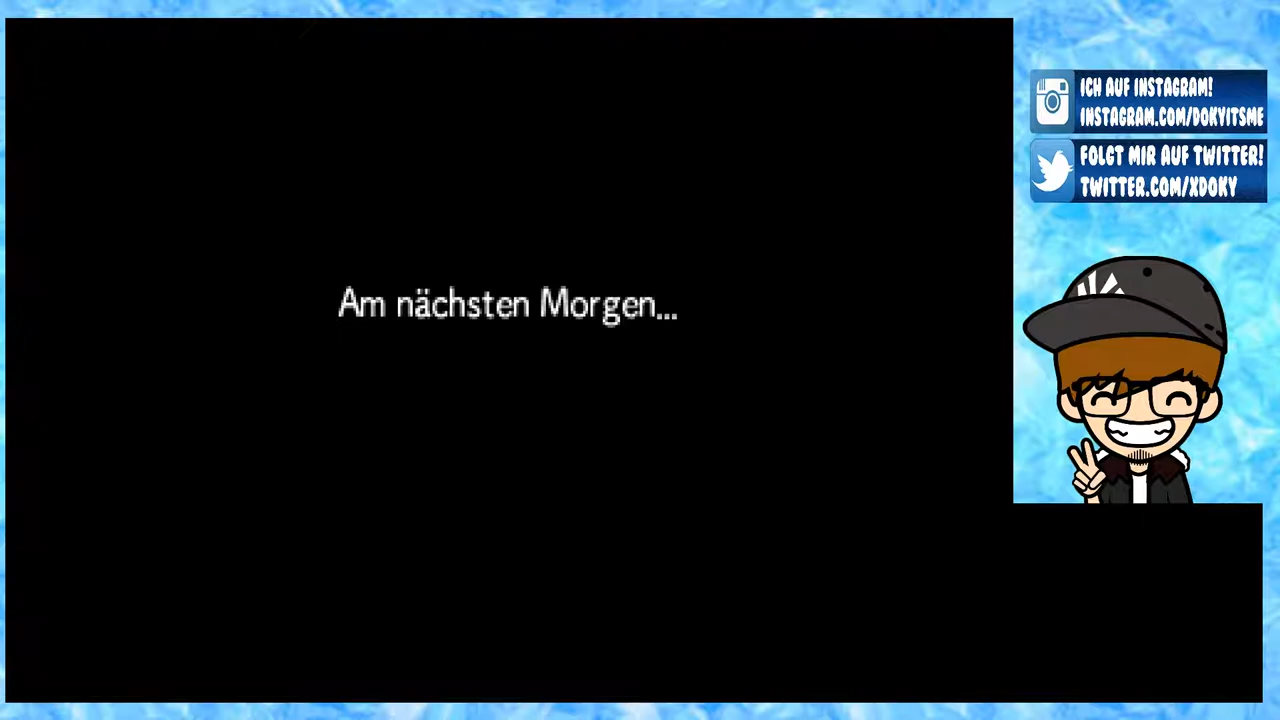 ICH AUF INSTAGRAM!
INSTAGRAM.COM/DOKYITSME
FOLGT MIR AUF TWITTER!
TWITTER.COM/XDOKY
Am nächsten Morgen...